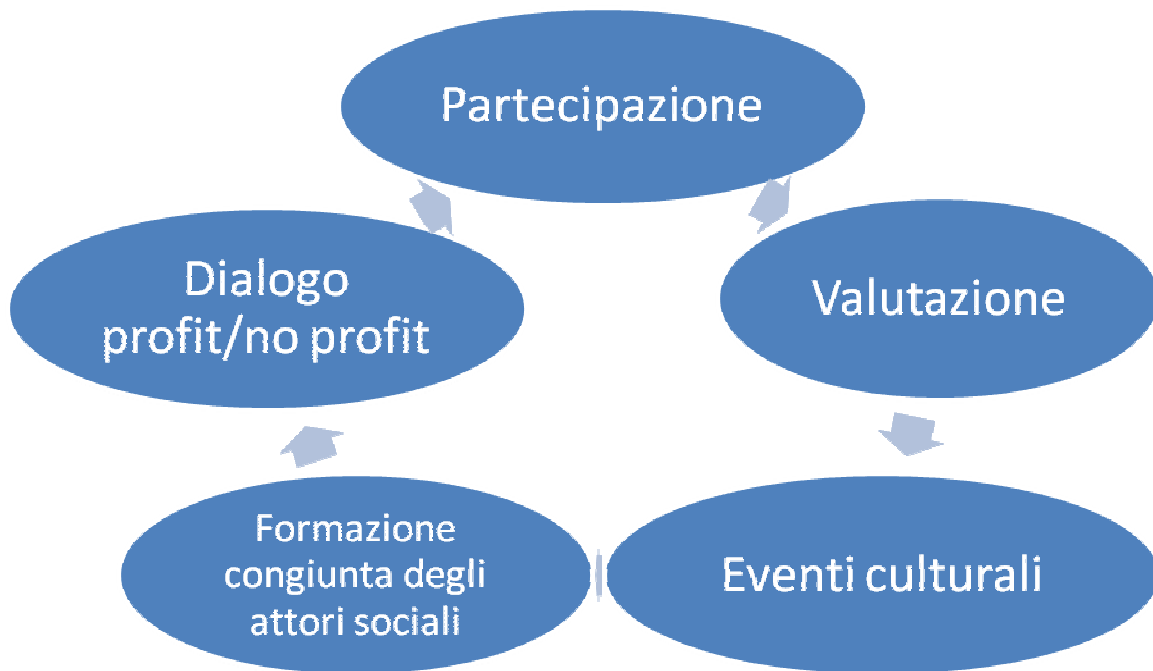 Partecipazione
Dialogo
profit/no profit
Valutazione
Formazione
congiunta degli
attori sociali
Eventi culturali